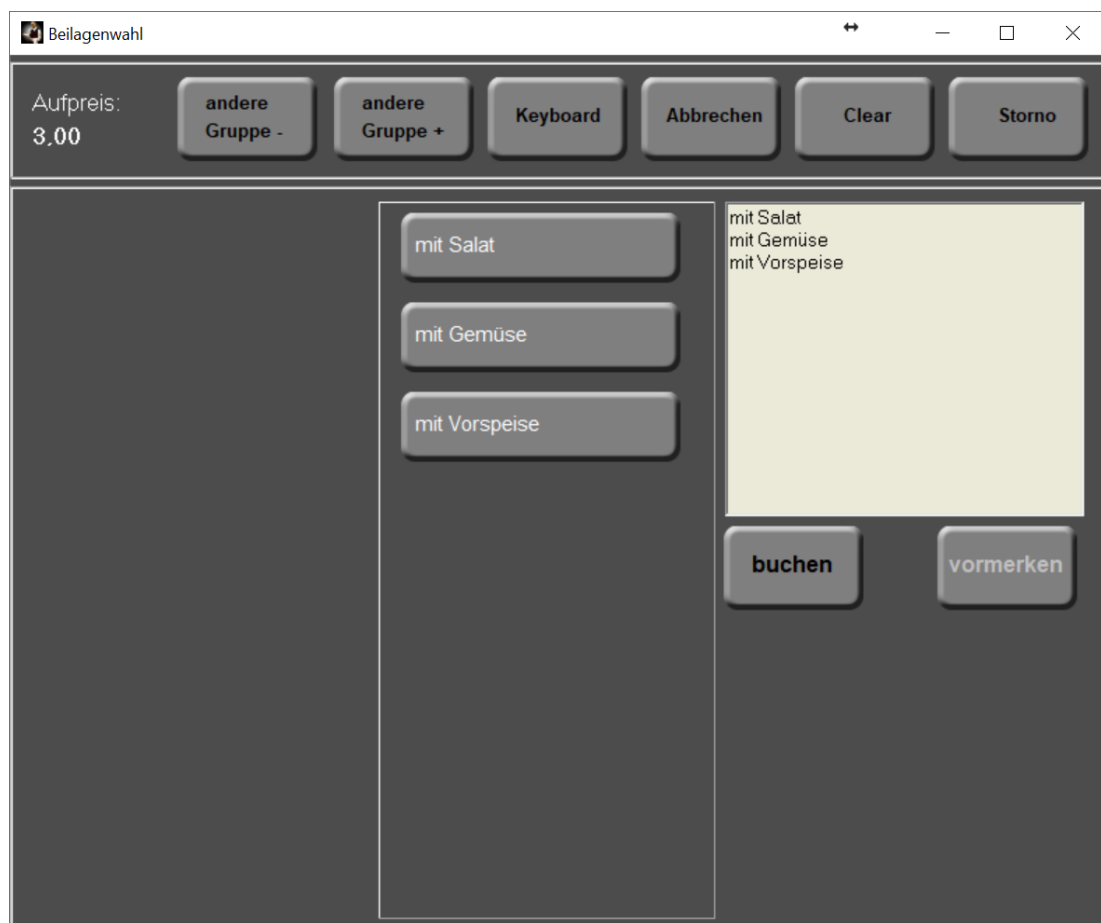 Beilagenwahl
Aufpreis:
3,00
andere
Gruppe -
andere
Gruppe +
Keyboard
Abbrechen
Clear
Storno
mit Salat
mit Gemüse
mit Vorspeise
mit Salat
mit Gemüse
mit Vorspeise
buchen
vormerken